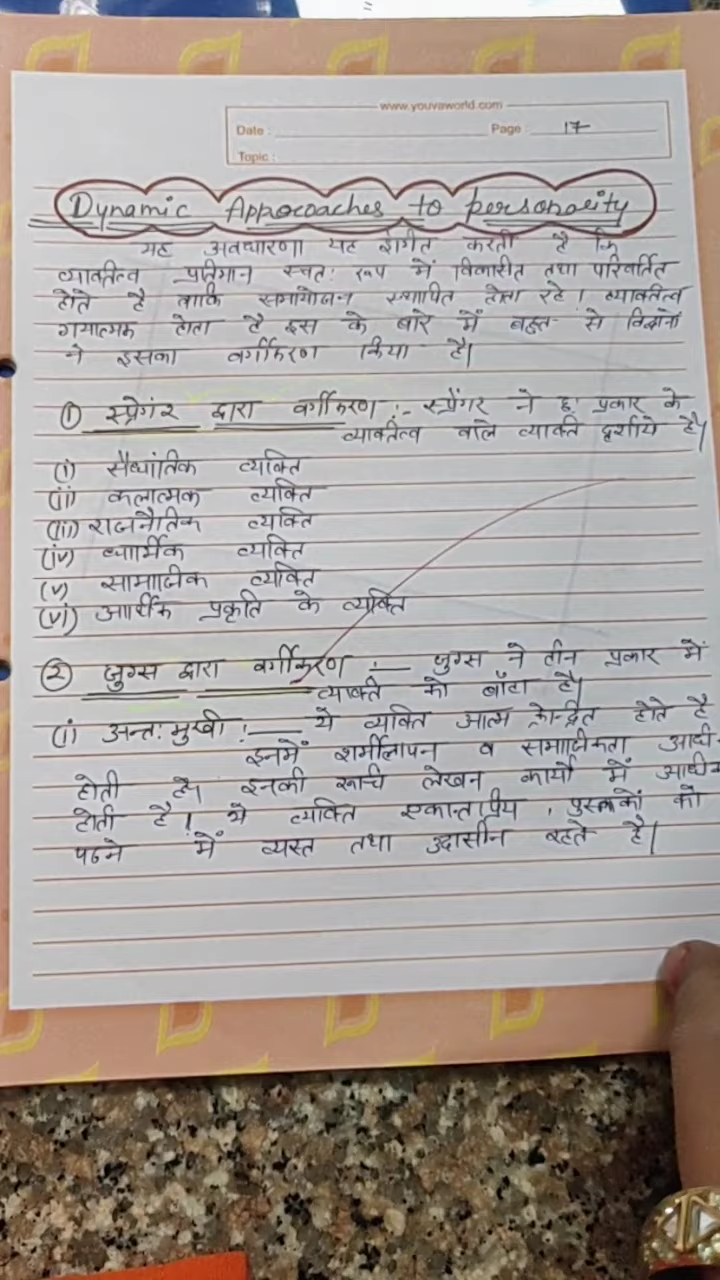 www.youvaworld.com
Date :
Page : 17
Topic :
Dynamic Approaches to personality
यह अवधारणा यह इंगित करती है कि
व्यक्तित्व प्रतिमान स्वत: रूप में विकसित तथा परिवर्तित
होते है ताकि समायोजन स्थापित होता रहे। व्यक्तित्व
गयात्मक होता है इस के बारे में बहुत से विद्वानों
ने इसका वर्गीकरण किया है।
① स्प्रेगंर द्वारा वर्गीकरण :- स्प्रेंगर ने छ: प्रकार के
व्यक्तित्व वाले व्यक्ति दर्शाये है।
(i) सैध्धांतिक व्यक्ति
(ii) कलात्मक व्यक्ति
(iii) राजनैतिक व्यक्ति
(iv) धार्मिक व्यक्ति
(v) सामाजिक व्यक्ति
(vi) आर्थिक प्रकृति के व्यक्ति
② जुग्स द्वारा वर्गीकरण :— जुग्स ने तीन प्रकार में
व्यक्ति को बाँटा है।
(i) अन्त: मुखी :— ये व्यक्ति आत्म केन्द्रित होते है
इनमें शर्मीलापन व समाजिकता
होती है। इनकी रूचि लेखन कार्यो में
होती है। ये व्यक्ति एकान्तप्रिय, पुस्तकों को
पढने में व्यस्त तथा उदासीन रहते है।